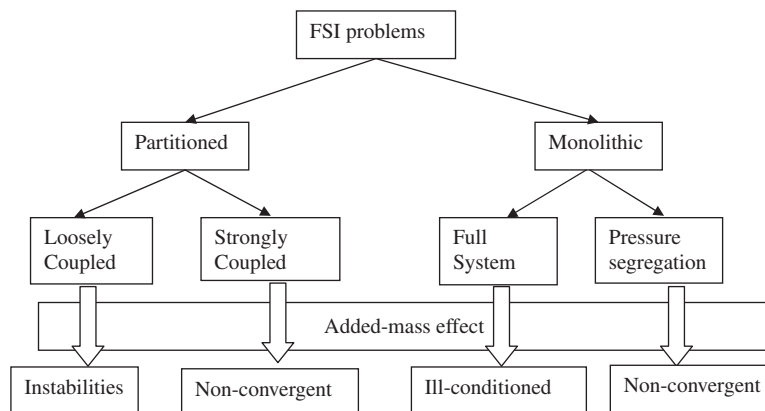 FSI problems
Partitioned
Monolithic
Loosely
Coupled
Strongly
Coupled
Full
System
Pressure
segregation
Added-mass effect
Instabilities
Non-convergent
Ill-conditioned
Non-convergent